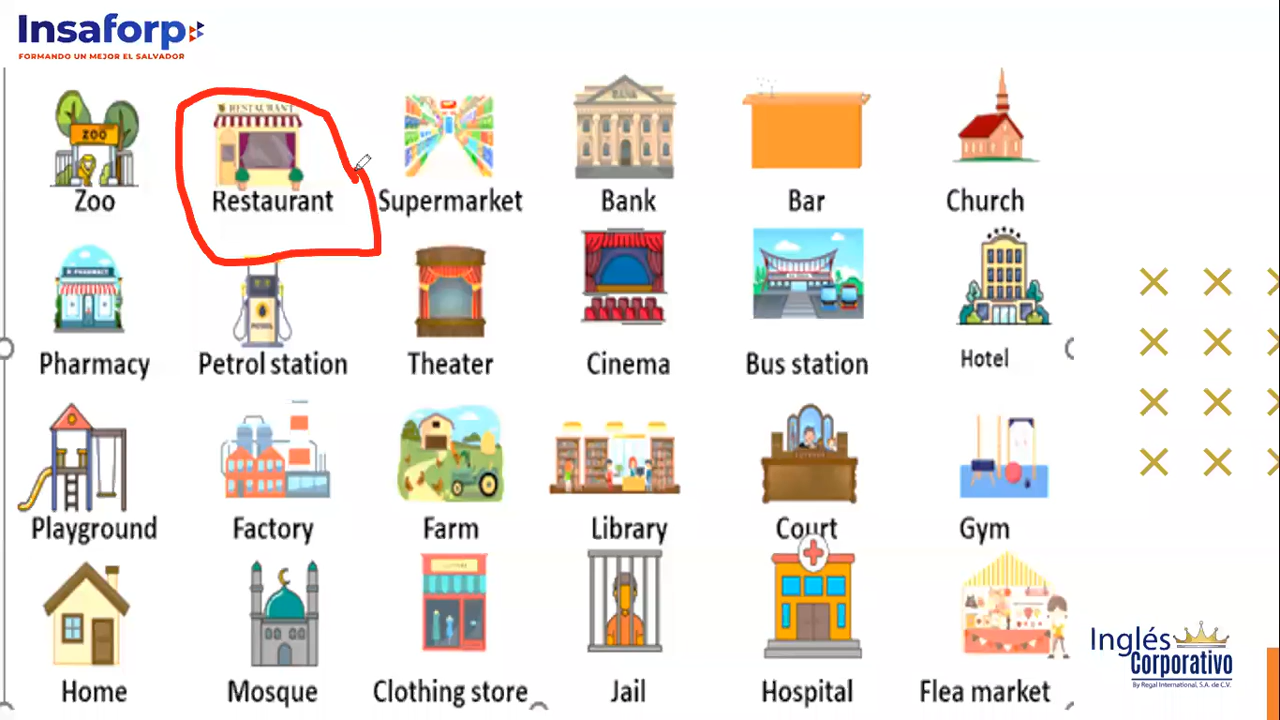 Insaforp
FORMANDO UN MEJOR EL SALVADOR
ZOO
RESTAURANT
BANK
Zoo Restaurant Supermarket Bank Bar Church
PHARMACY
PETROL
Pharmacy Petrol station Theater Cinema Bus station Hotel
Playground Factory Farm Library Court Gym
Home Mosque Clothing store Jail Hospital Flea market
Inglés
Corporativo
By Regal International, S.A. de C.V.